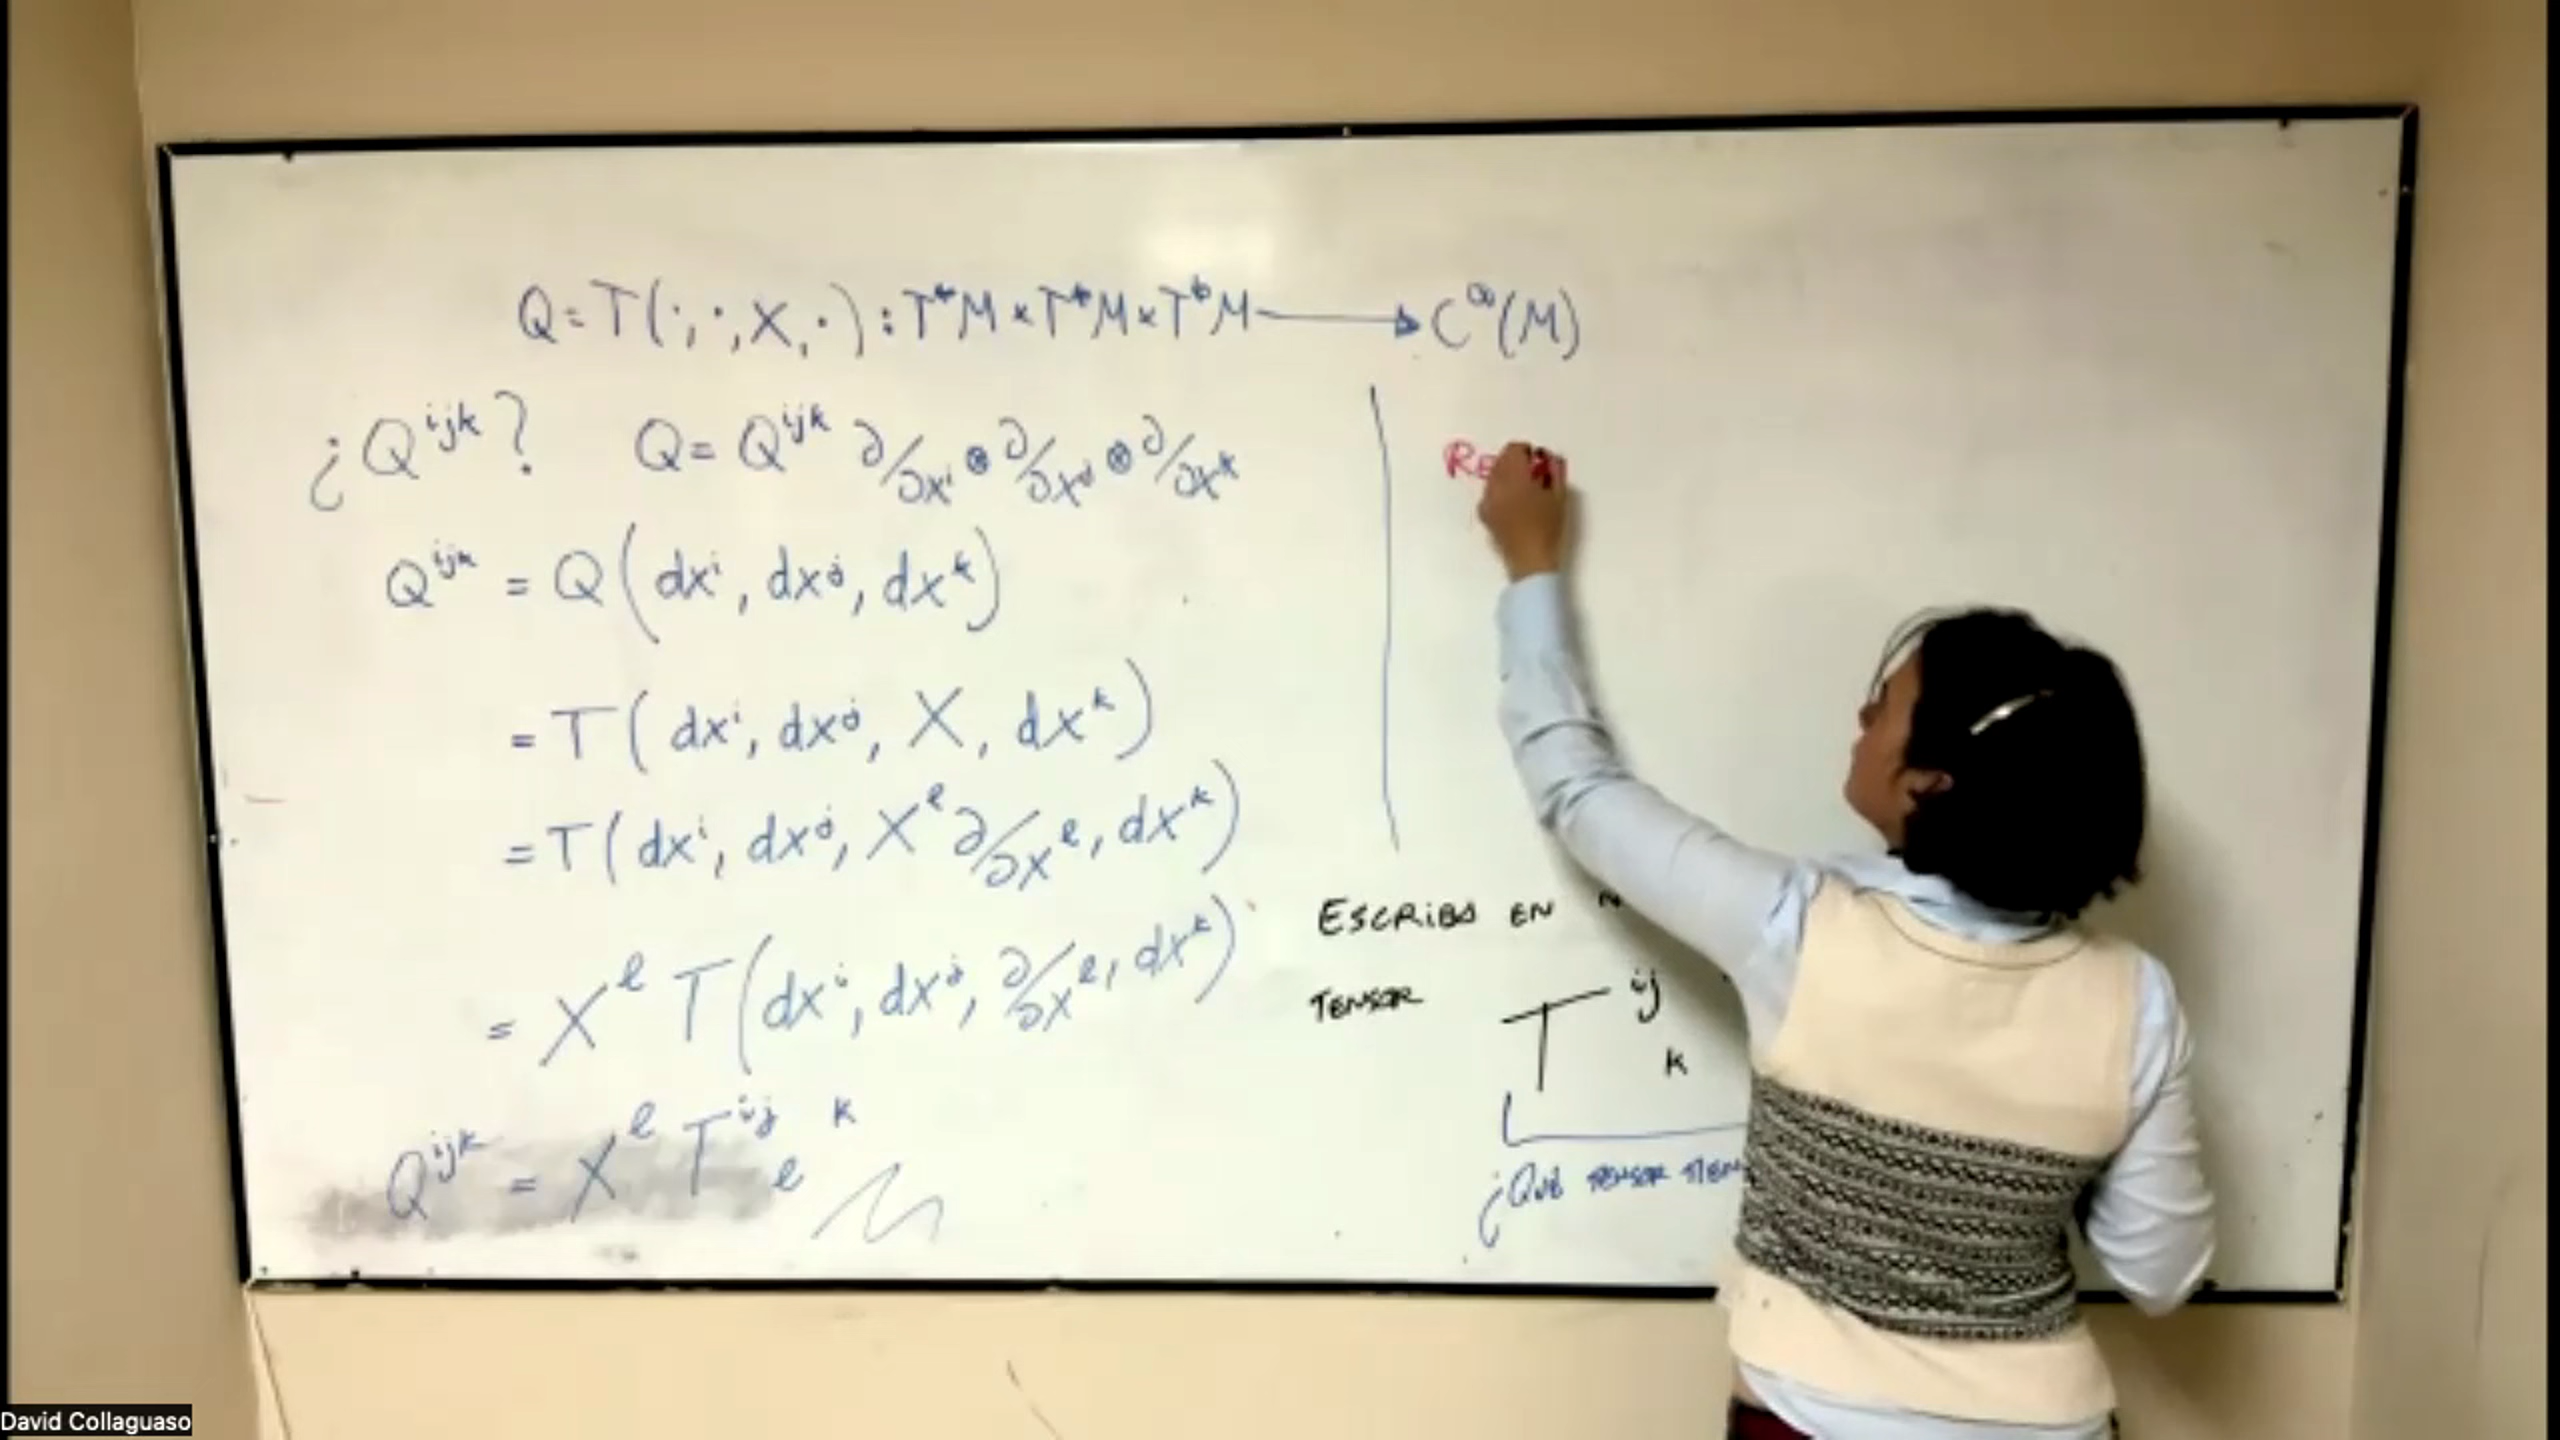 Q = T(·, ·, X, ·) : T*M × T*M × T*M → C^∞(M)
¿Q^ijk? Q = Q^ijk ∂/∂x^i ⊗ ∂/∂x^j ⊗ ∂/∂x^k
Q^ijk = Q(dx^i, dx^j, dx^k)
= T(dx^i, dx^j, X, dx^k)
= T(dx^i, dx^j, X^l ∂/∂x^l, dx^k)
= X^l T(dx^i, dx^j, ∂/∂x^l, dx^k)
Q^ijk = X^l T^ij_l^k
ESCRIBO EN
TENSOR T^ij_k
¿QUÉ TENSOR
David Collaguaso